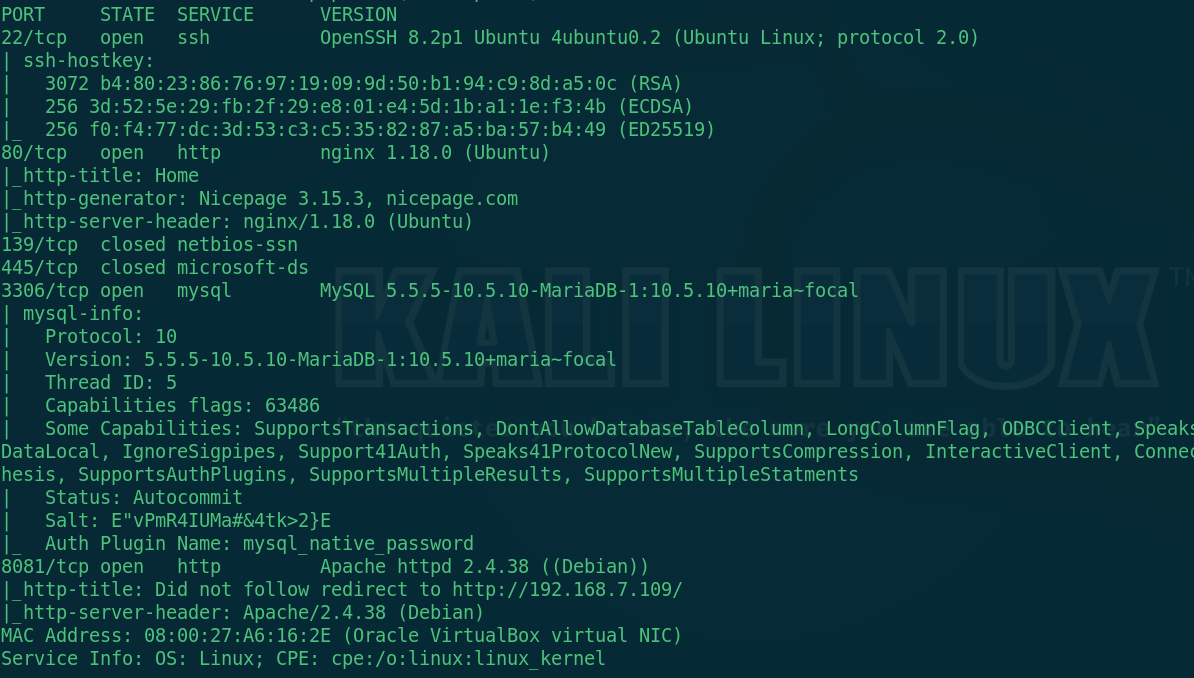 PORT     STATE  SERVICE      VERSION
22/tcp   open   ssh          OpenSSH 8.2p1 Ubuntu 4ubuntu0.2 (Ubuntu Linux; protocol 2.0)
| ssh-hostkey:
|   3072 b4:80:23:86:76:97:19:09:9d:50:b1:94:c9:8d:a5:0c (RSA)
|   256 3d:52:5e:29:fb:2f:29:e8:01:e4:5d:1b:a1:1e:f3:4b (ECDSA)
|_  256 f0:f4:77:dc:3d:53:c3:c5:35:82:87:a5:ba:57:b4:49 (ED25519)
80/tcp   open   http         nginx 1.18.0 (Ubuntu)
|_http-title: Home
|_http-generator: Nicepage 3.15.3, nicepage.com
|_http-server-header: nginx/1.18.0 (Ubuntu)
139/tcp  closed netbios-ssn
445/tcp  closed microsoft-ds
KALI LINUX TM
3306/tcp open   mysql        MySQL 5.5.5-10.5.10-MariaDB-1:10.5.10+maria~focal
| mysql-info:
|   Protocol: 10
|   Version: 5.5.5-10.5.10-MariaDB-1:10.5.10+maria~focal
|   Thread ID: 5
|   Capabilities flags: 63486
|   Some Capabilities: SupportsTransactions, DontAllowDatabaseTableColumn, LongColumnFlag, ODBCClient, Speaks
DataLocal, IgnoreSigpipes, Support41Auth, Speaks41ProtocolNew, SupportsCompression, InteractiveClient, Connec
hesis, SupportsAuthPlugins, SupportsMultipleResults, SupportsMultipleStatments
|   Status: Autocommit
|   Salt: E"vPmR4IUMa#&4tk>2}E
|_  Auth Plugin Name: mysql_native_password
8081/tcp open   http         Apache httpd 2.4.38 ((Debian))
|_http-title: Did not follow redirect to http://192.168.7.109/
|_http-server-header: Apache/2.4.38 (Debian)
MAC Address: 08:00:27:A6:16:2E (Oracle VirtualBox virtual NIC)
Service Info: OS: Linux; CPE: cpe:/o:linux:linux_kernel